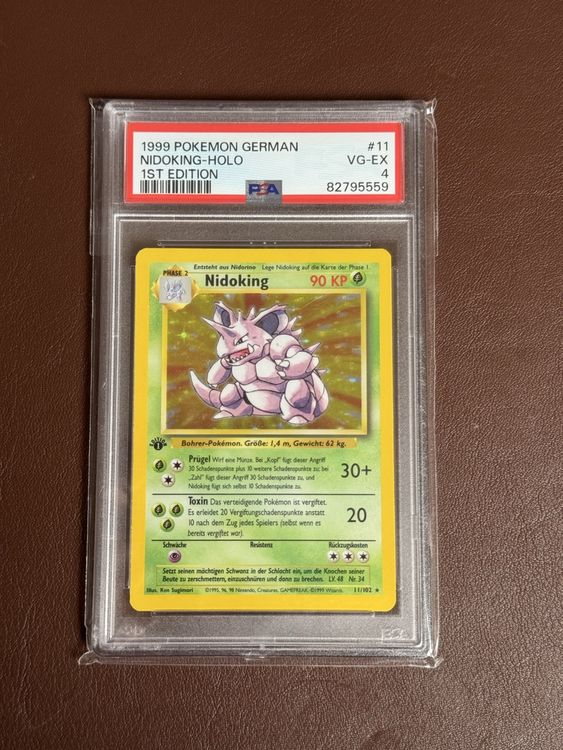 1999 POKEMON GERMAN #11
NIDOKING-HOLO VG-EX
1ST EDITION 4
PSA 82795559
Entsteht aus Nidorino Lege Nidoking auf die Karte der Phase 1.
PHASE 2
Nidoking 90 KP
Edition 1
Bohrer-Pokémon. Größe: 1,4 m, Gewicht: 62 kg.
Prügel Wirf eine Münze. Bei „Kopf" fügt dieser Angriff
30 Schadenspunkte plus 10 weitere Schadenspunkte zu; bei
„Zahl" fügt dieser Angriff 30 Schadenspunkte zu, und
Nidoking fügt sich selbst 10 Schadenspunkte zu.
30+
Toxin Das verteidigende Pokémon ist vergiftet.
Es erleidet 20 Vergiftungschadenspunkte anstatt
10 nach dem Zug jedes Spielers (selbst wenn es
bereits vergiftet war).
20
Schwäche Resistenz Rückzugskosten
Setzt seinen mächtigen Schwanz in der Schlacht ein, um die Knochen seiner
Beute zu zerschmettern, einzuschnüren und dann zu brechen. LV. 48 Nr. 34
Illus. Ken Sugimori ©1995, 96, 98 Nintendo, Creatures, GAMEFREAK. ©1999 Wizards. 11/102 ★